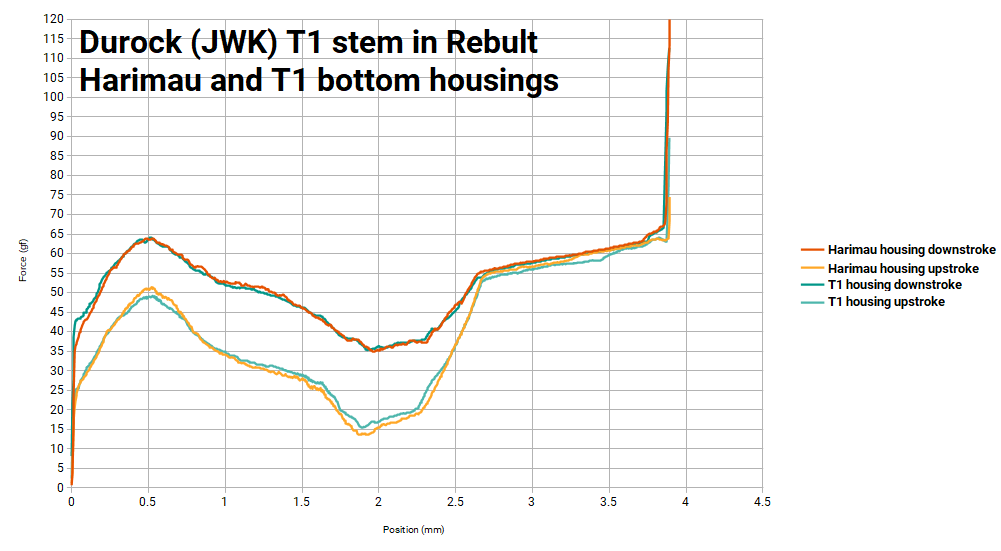 Durock (JWK) T1 stem in Rebult
Harimau and T1 bottom housings
120
115
110
105
100
95
90
85
80
75
70
65
60
55
50
45
40
35
30
25
20
15
10
5
0
Force (gf)
0 0.5 1 1.5 2 2.5 3 3.5 4 4.5
Position (mm)
Harimau housing downstroke
Harimau housing upstroke
T1 housing downstroke
T1 housing upstroke